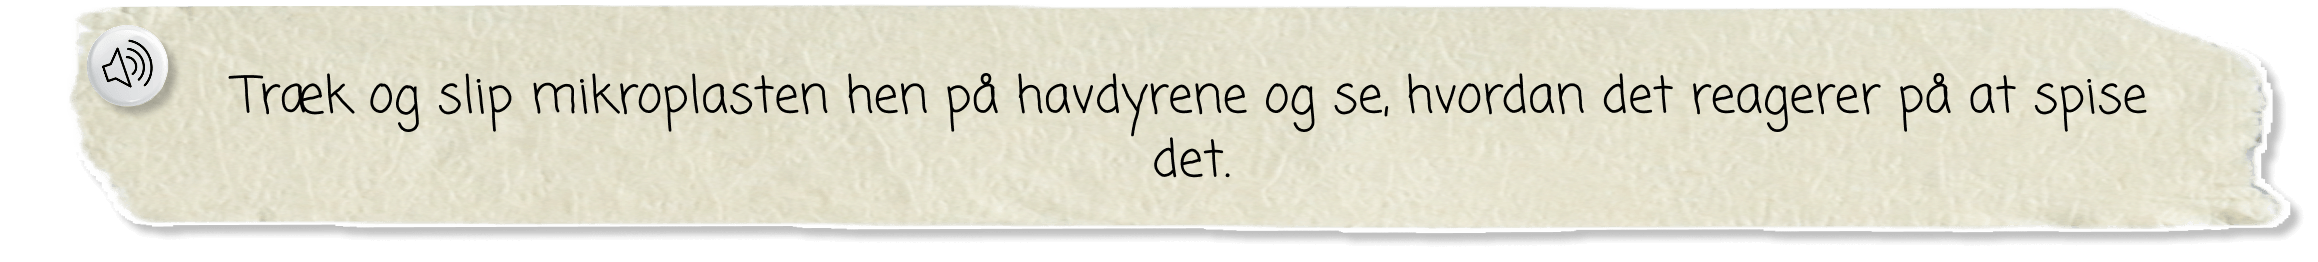 Træk og slip mikroplasten hen på havdyrene og se, hvordan det reagerer på at spise
det.